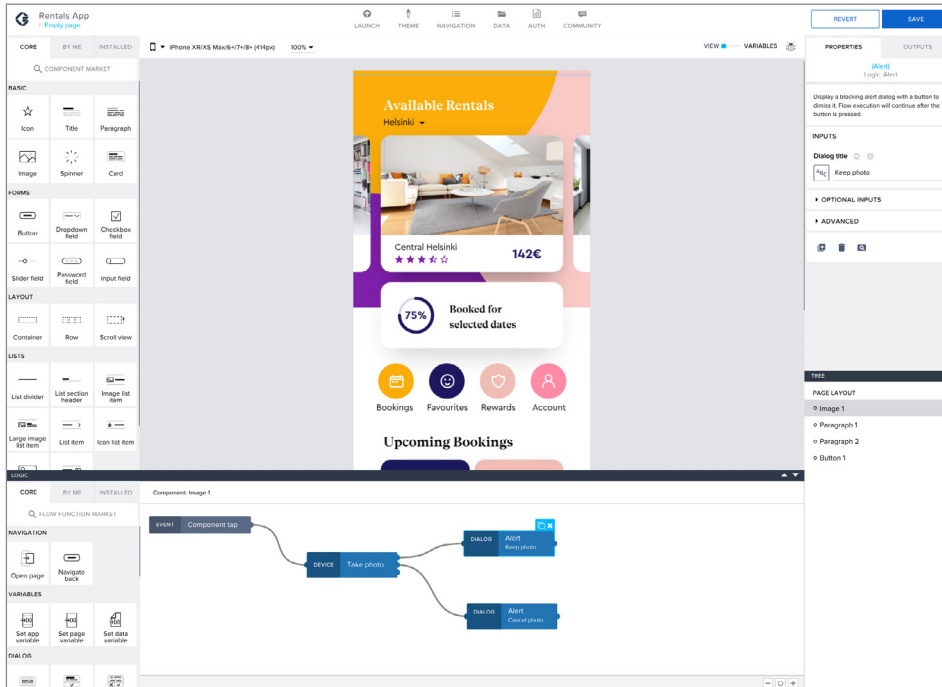 Rentals App
Empty page
LAUNCH
THEME
NAVIGATION
DATA
AUTH
COMMUNITY
REVERT
SAVE
CORE
BY ME
INSTALLED
iPhone XR/XS Max/6+/7+/8+ (414px)
100%
VIEW
VARIABLES
PROPERTIES
OUTPUTS
COMPONENT MARKET
BASIC
Icon
Title
Paragraph
Image
Spinner
Card
FORMS
Button
Dropdown
field
Checkbox
field
Slider field
Password
field
Input field
LAYOUT
Container
Row
Scroll view
LISTS
List divider
List section
header
Image list
item
Large image
list item
List item
Icon list item
Available Rentals
Helsinki
Central Helsinki
142€
75%
Booked for
selected dates
Bookings
Favourites
Rewards
Account
Upcoming Bookings
(Alert)
Logic: Alert
Display a blocking alert dialog with a button to
dimiss it. Flow execution will continue after the
button is pressed.
INPUTS
Dialog title
ABC
Keep photo
OPTIONAL INPUTS
ADVANCED
TREE
PAGE LAYOUT
Image 1
Paragraph 1
Paragraph 2
Button 1
LOGIC
CORE
BY ME
INSTALLED
Component: Image 1
FLOW FUNCTION MARKET
NAVIGATION
Open page
Navigate
back
VARIABLES
Set app
variable
Set page
variable
Set data
variable
DIALOG
EVENT
Component tap
DEVICE
Take photo
DIALOG
Alert
Keep photo
DIALOG
Alert
Cancel photo